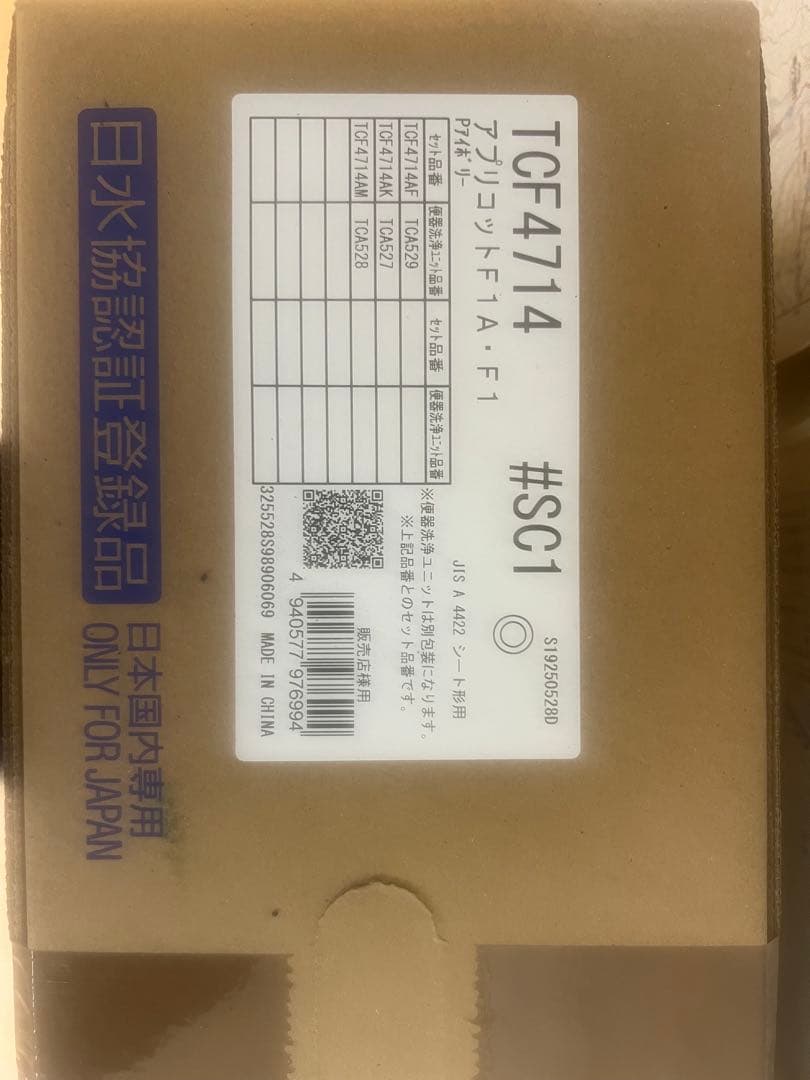 TCF4714 #SC1
S19250528D
アプリコットF1A・F1
Pアイボリー
JIS A 4422 シート形用
セット品番 便器洗浄ユニット品番 セット品番 便器洗浄ユニット品番
TCF4714AF TCA529
TCF4714AK TCA527
TCF4714AM TCA528
※便器洗浄ユニットは別包装になります。
※上記品番とのセット品番です。
販売店様用
4 940577 976994
325528S98906069 MADE IN CHINA
日水協認証登録品
日本国内専用
ONLY FOR JAPAN